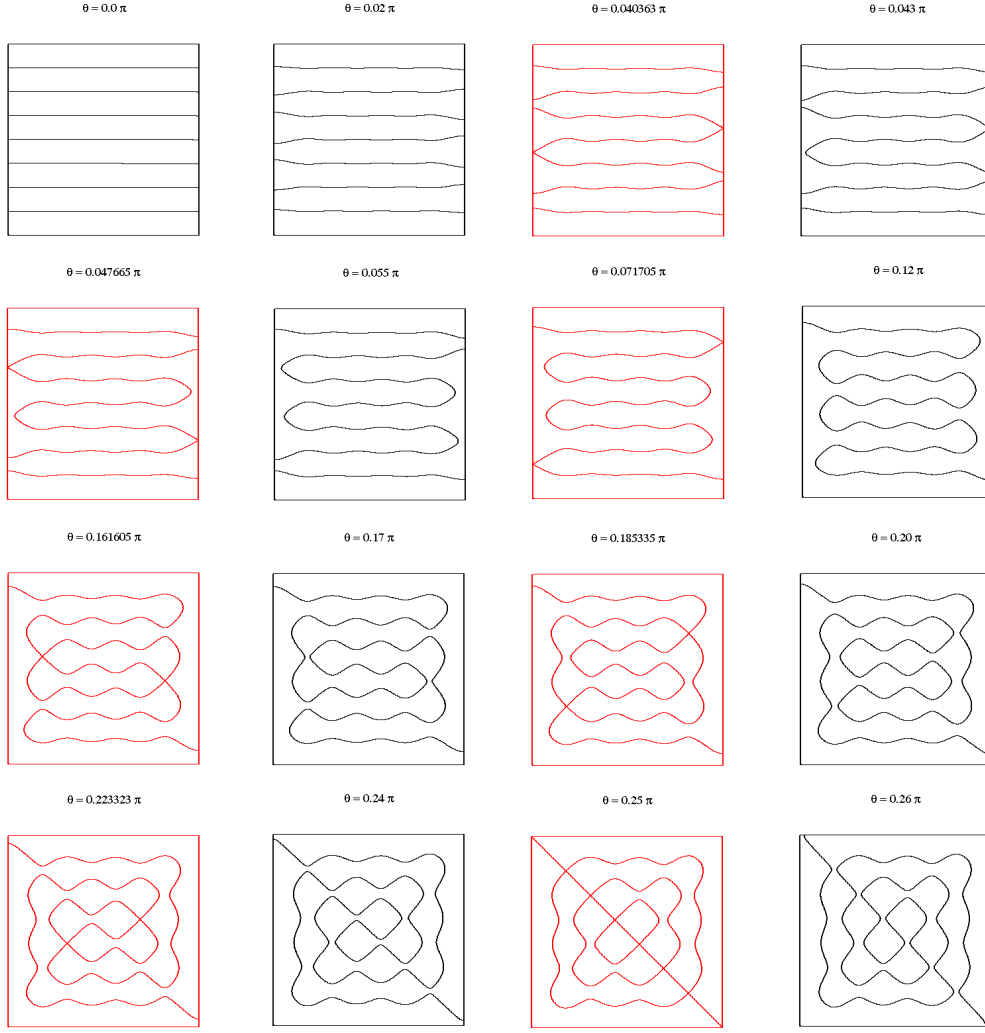 θ = 0.0 π
θ = 0.02 π
θ = 0.040363 π
θ = 0.043 π
θ = 0.047665 π
θ = 0.055 π
θ = 0.071705 π
θ = 0.12 π
θ = 0.161605 π
θ = 0.17 π
θ = 0.185335 π
θ = 0.20 π
θ = 0.223323 π
θ = 0.24 π
θ = 0.25 π
θ = 0.26 π